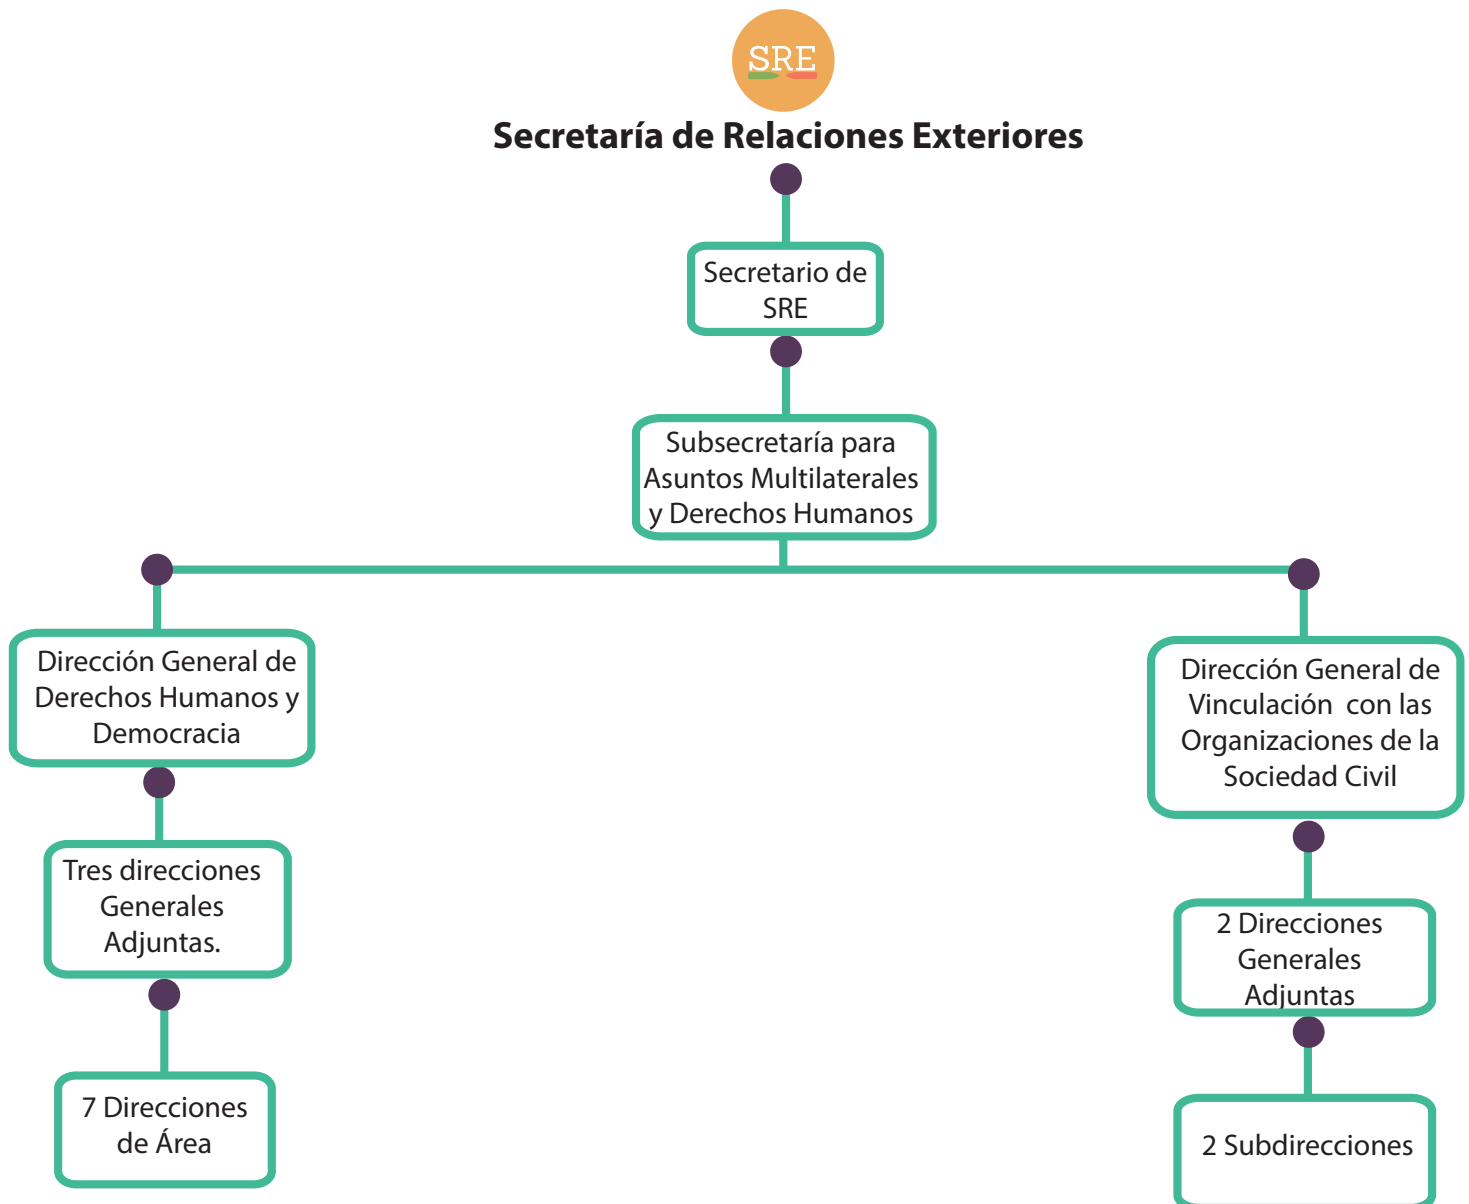 SRE
Secretaría de Relaciones Exteriores
Secretario de
SRE
Subsecretaría para
Asuntos Multilaterales
y Derechos Humanos
Dirección General de
Derechos Humanos y
Democracia
Tres direcciones
Generales
Adjuntas.
7 Direcciones
de Área
Dirección General de
Vinculación con las
Organizaciones de la
Sociedad Civil
2 Direcciones
Generales
Adjuntas
2 Subdirecciones